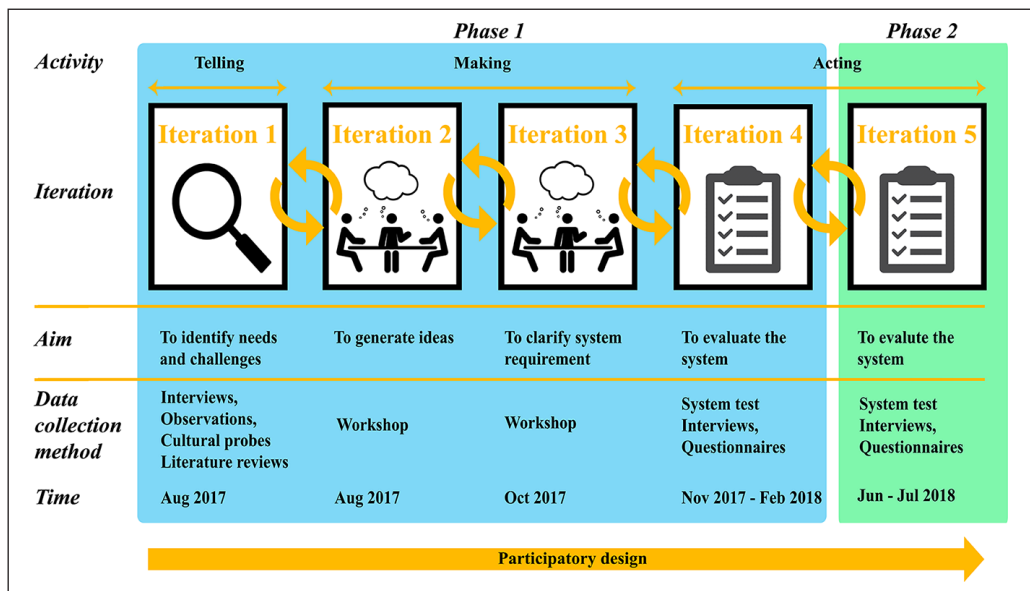 Phase 1
Phase 2
Activity
Telling
Making
Acting
Iteration
Iteration 1
Iteration 2
Iteration 3
Iteration 4
Iteration 5
Aim
To identify needs
and challenges
To generate ideas
To clarify system
requirement
To evaluate the
system
To evaluate the
system
Data
collection
method
Interviews,
Observations,
Cultural probes
Literature reviews
Workshop
Workshop
System test
Interviews,
Questionnaires
System test
Interviews,
Questionnaires
Time
Aug 2017
Aug 2017
Oct 2017
Nov 2017 - Feb 2018
Jun - Jul 2018
Participatory design